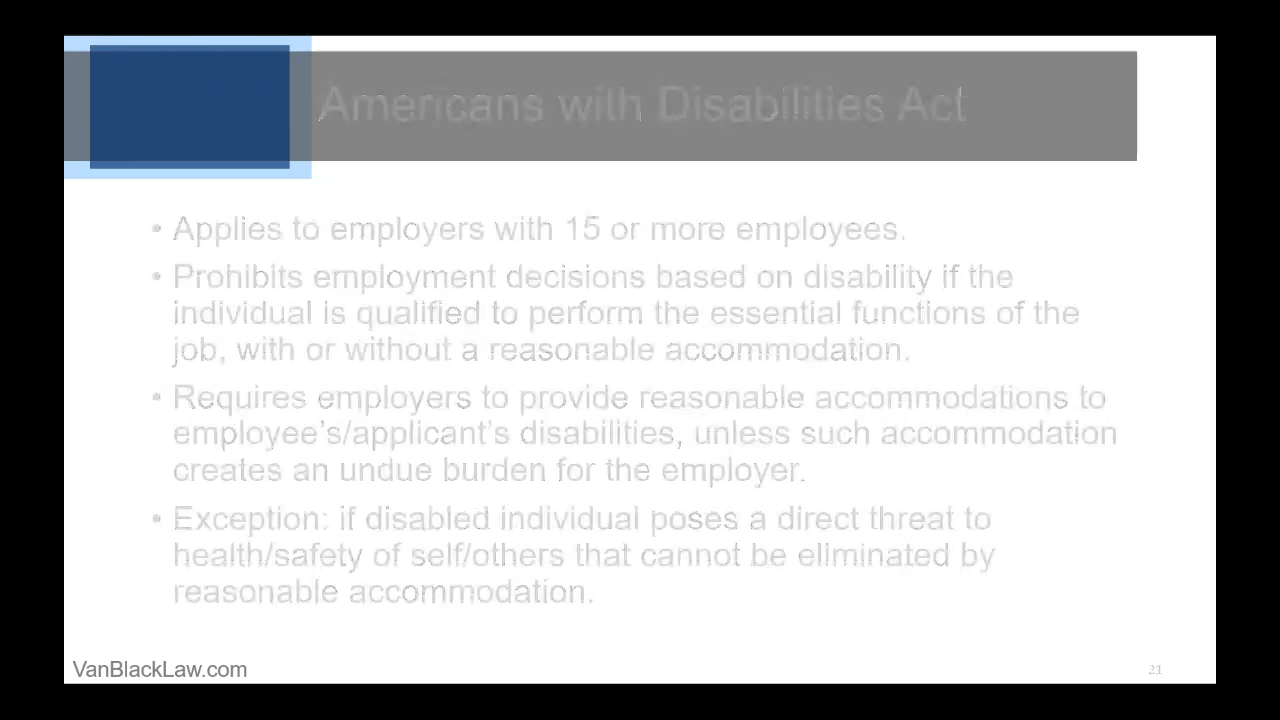 Americans with Disabilities Act
• Applies to employers with 15 or more employees.
• Prohibits employment decisions based on disability if the
individual is qualified to perform the essential functions of the
job, with or without a reasonable accommodation.
• Requires employers to provide reasonable accommodations to
employee’s/applicant’s disabilities, unless such accommodation
creates an undue burden for the employer.
• Exception: if disabled individual poses a direct threat to
health/safety of self/others that cannot be eliminated by
reasonable accommodation.
VanBlackLaw.com
21